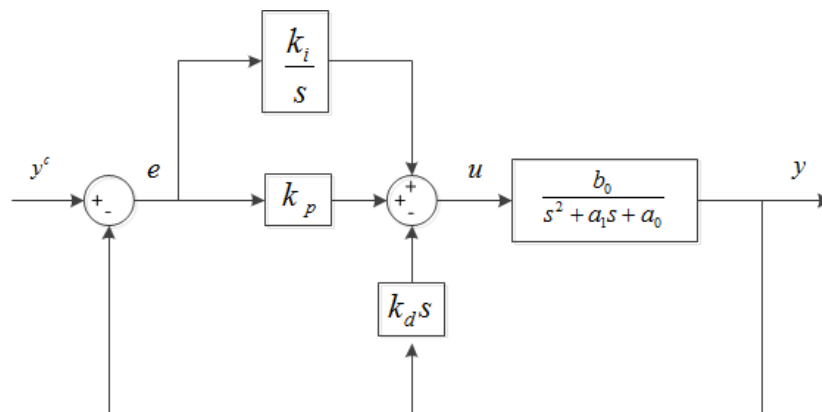 k_i
s
y^c
e
+
-
k_p
+
+
-
u
b_0
s^2 + a_1 s + a_0
y
k_d s